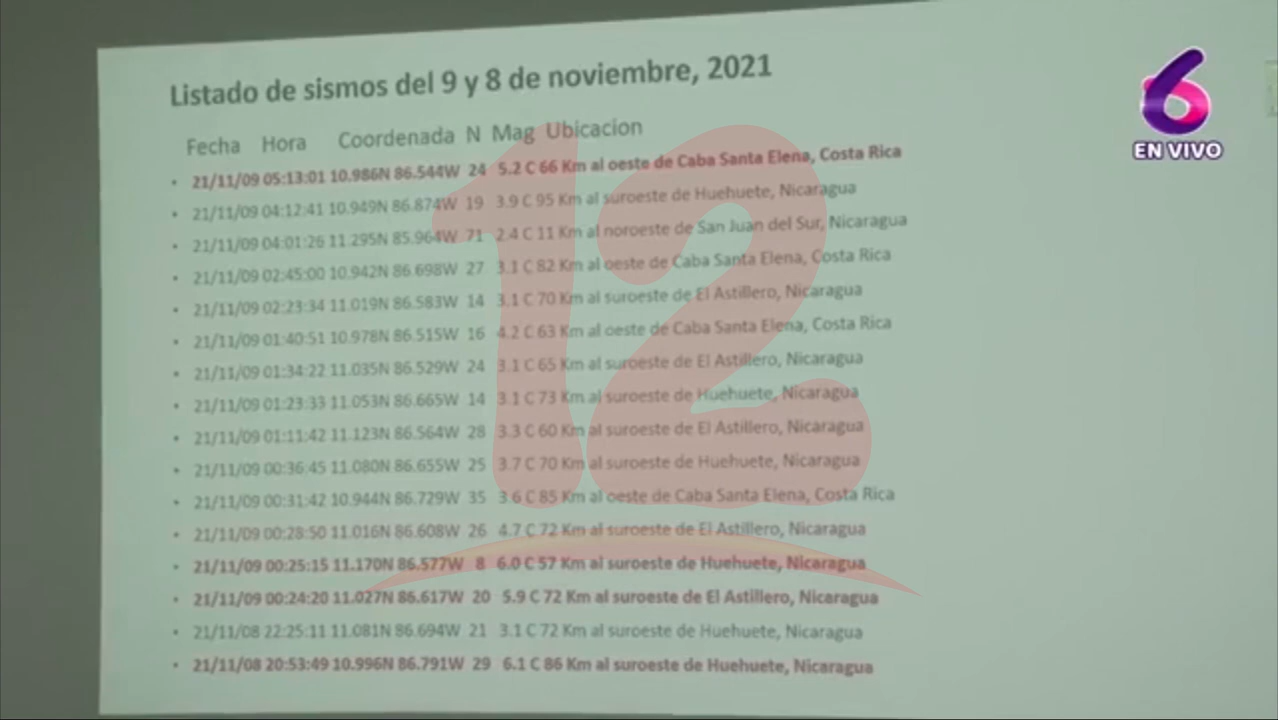 Listado de sismos del 9 y 8 de noviembre, 2021
Fecha Hora Coordenada N Mag Ubicacion
• 21/11/09 05:13:01 10.986N 86.544W 24 5.2 C 66 Km al oeste de Caba Santa Elena, Costa Rica
• 21/11/09 04:12:41 10.949N 86.874W 19 3.9 C 95 Km al suroeste de Huehuete, Nicaragua
• 21/11/09 04:01:26 11.295N 85.964W 71 2.4 C 11 Km al noroeste de San Juan del Sur, Nicaragua
• 21/11/09 02:45:00 10.942N 86.698W 27 3.1 C 82 Km al oeste de Caba Santa Elena, Costa Rica
• 21/11/09 02:23:34 11.019N 86.583W 14 3.1 C 70 Km al suroeste de El Astillero, Nicaragua
• 21/11/09 01:40:51 10.978N 86.515W 16 4.2 C 63 Km al oeste de Caba Santa Elena, Costa Rica
• 21/11/09 01:34:22 11.035N 86.529W 24 3.1 C 65 Km al suroeste de El Astillero, Nicaragua
• 21/11/09 01:23:33 11.053N 86.665W 14 3.1 C 73 Km al suroeste de Huehuete, Nicaragua
• 21/11/09 01:11:42 11.123N 86.564W 28 3.3 C 60 Km al suroeste de El Astillero, Nicaragua
• 21/11/09 00:36:45 11.080N 86.655W 25 3.7 C 70 Km al suroeste de Huehuete, Nicaragua
• 21/11/09 00:31:42 10.944N 86.729W 35 3.6 C 85 Km al oeste de Caba Santa Elena, Costa Rica
• 21/11/09 00:28:50 11.016N 86.608W 26 4.7 C 72 Km al suroeste de El Astillero, Nicaragua
• 21/11/09 00:25:15 11.170N 86.577W 8 6.0 C 57 Km al suroeste de Huehuete, Nicaragua
• 21/11/09 00:24:20 11.027N 86.617W 20 5.9 C 72 Km al suroeste de El Astillero, Nicaragua
• 21/11/08 22:25:11 11.081N 86.694W 21 3.1 C 72 Km al suroeste de Huehuete, Nicaragua
• 21/11/08 20:53:49 10.996N 86.791W 29 6.1 C 86 Km al suroeste de Huehuete, Nicaragua
6
EN VIVO
12